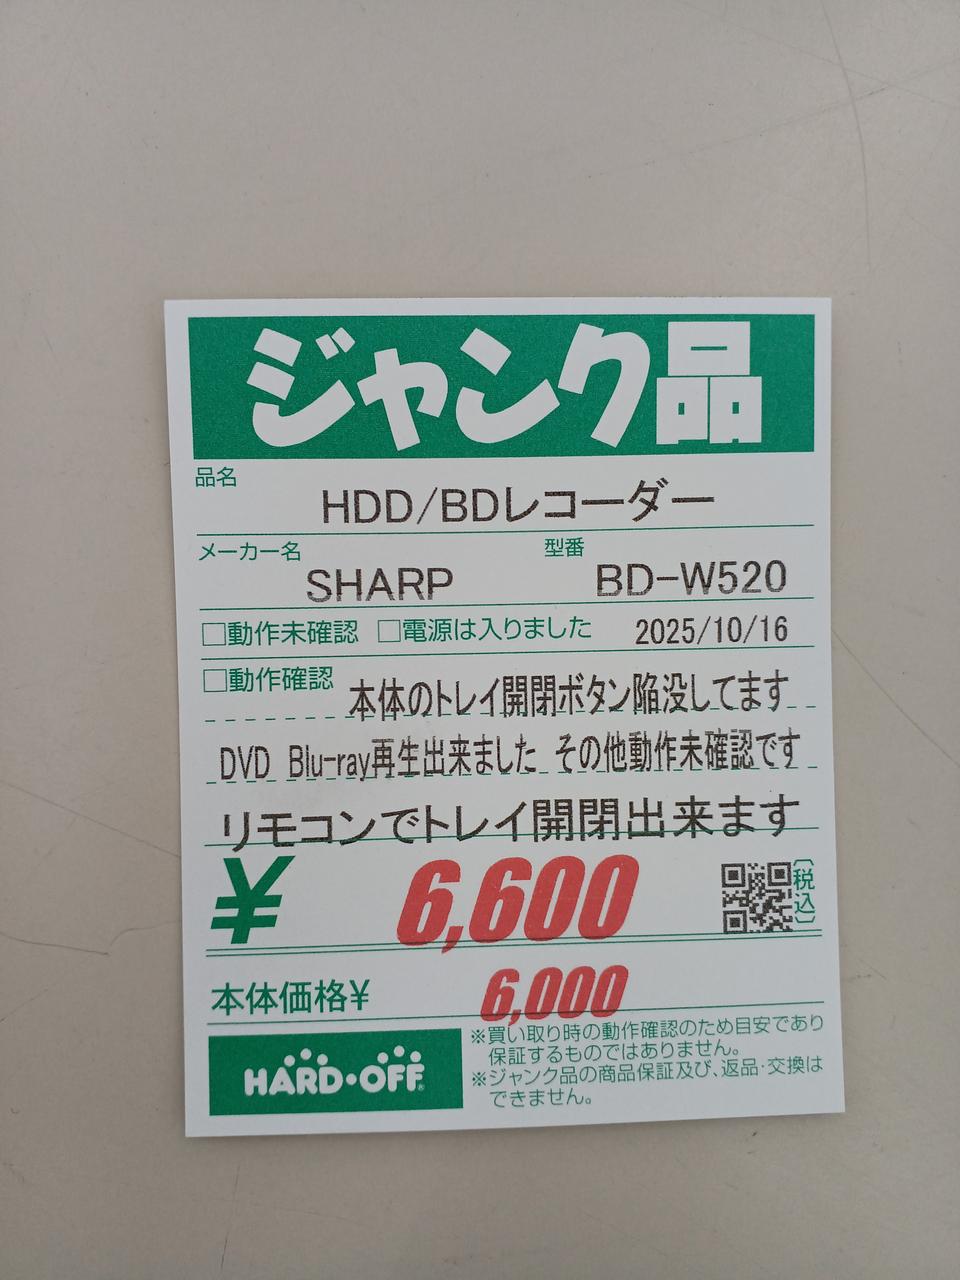 ジャンク品
品名
HDD/BDレコーダー
メーカー名 型番
SHARP BD-W520
□動作未確認 □電源は入りました 2025/10/16
□動作確認 本体のトレイ開閉ボタン陥没してます
DVD Blu-ray再生出来ました その他動作未確認です
リモコンでトレイ開閉出来ます
¥ 6,600 (税込)
本体価格¥ 6,000
※買い取り時の動作確認のため目安であり
保証するものではありません。
※ジャンク品の商品保証及び、返品・交換は
できません。
HARD・OFF®